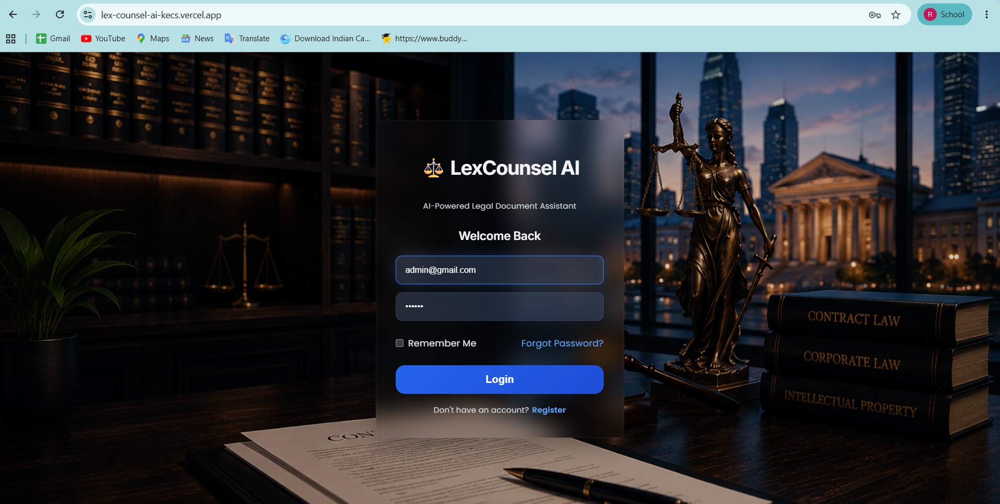 lex-counsel-ai-kecs.vercel.app
R School
Gmail YouTube Maps News Translate Download Indian Ca... https://www.buddy...
LexCounsel AI
AI-Powered Legal Document Assistant
Welcome Back
admin@gmail.com
••••••
Remember Me Forgot Password?
Login
Don't have an account? Register
CONTRACT LAW
CORPORATE LAW
INTELLECTUAL PROPERTY